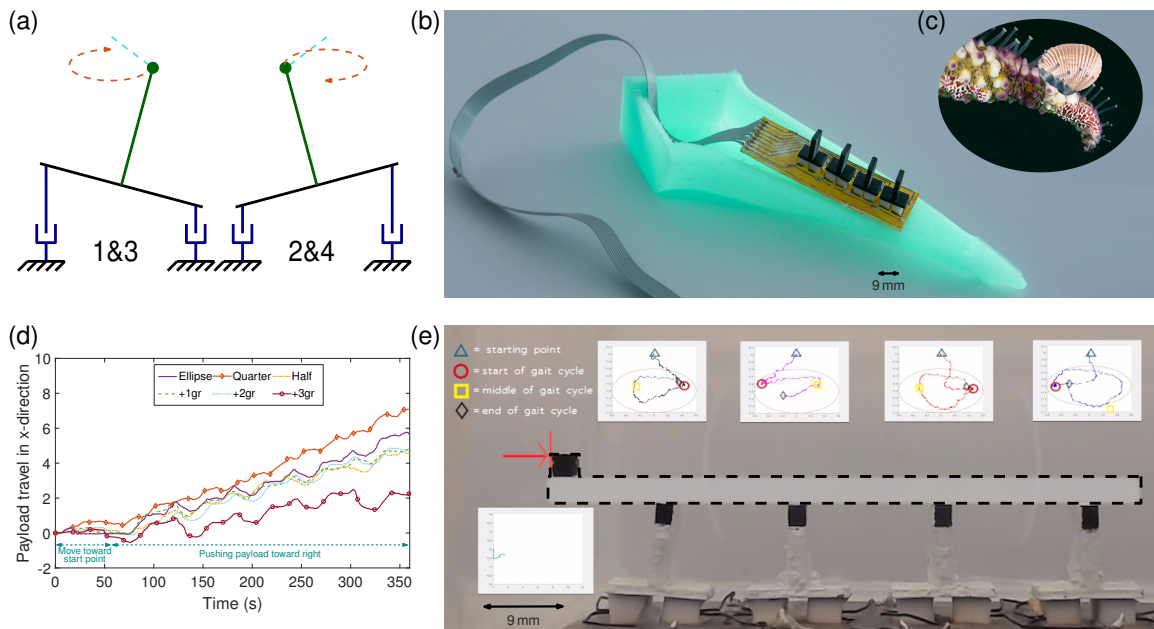 (a)
1&3
2&4
(b)
9 mm
(c)
(d)
Payload travel in x-direction
10
8
6
4
2
0
-2
Ellipse
Quarter
Half
+1gr
+2gr
+3gr
Move toward
start point
Pushing payload toward right
0
50
100
150
200
250
300
350
Time (s)
(e)
= starting point
= start of gait cycle
= middle of gait cycle
=end of gait cycle
9 mm